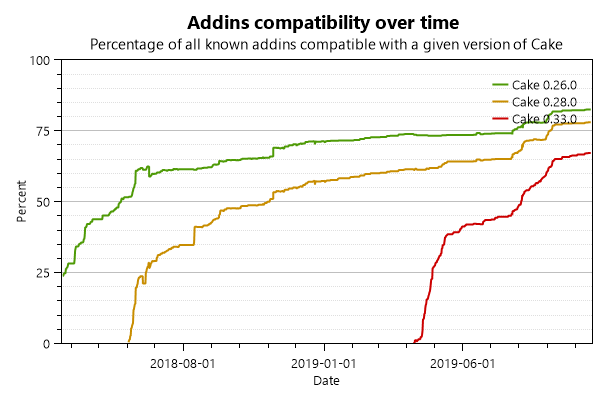 Addins compatibility over time
Percentage of all known addins compatible with a given version of Cake
100
75
50
25
0
Percent
Cake 0.26.0
Cake 0.28.0
Cake 0.33.0
2018-08-01
2019-01-01
2019-06-01
Date